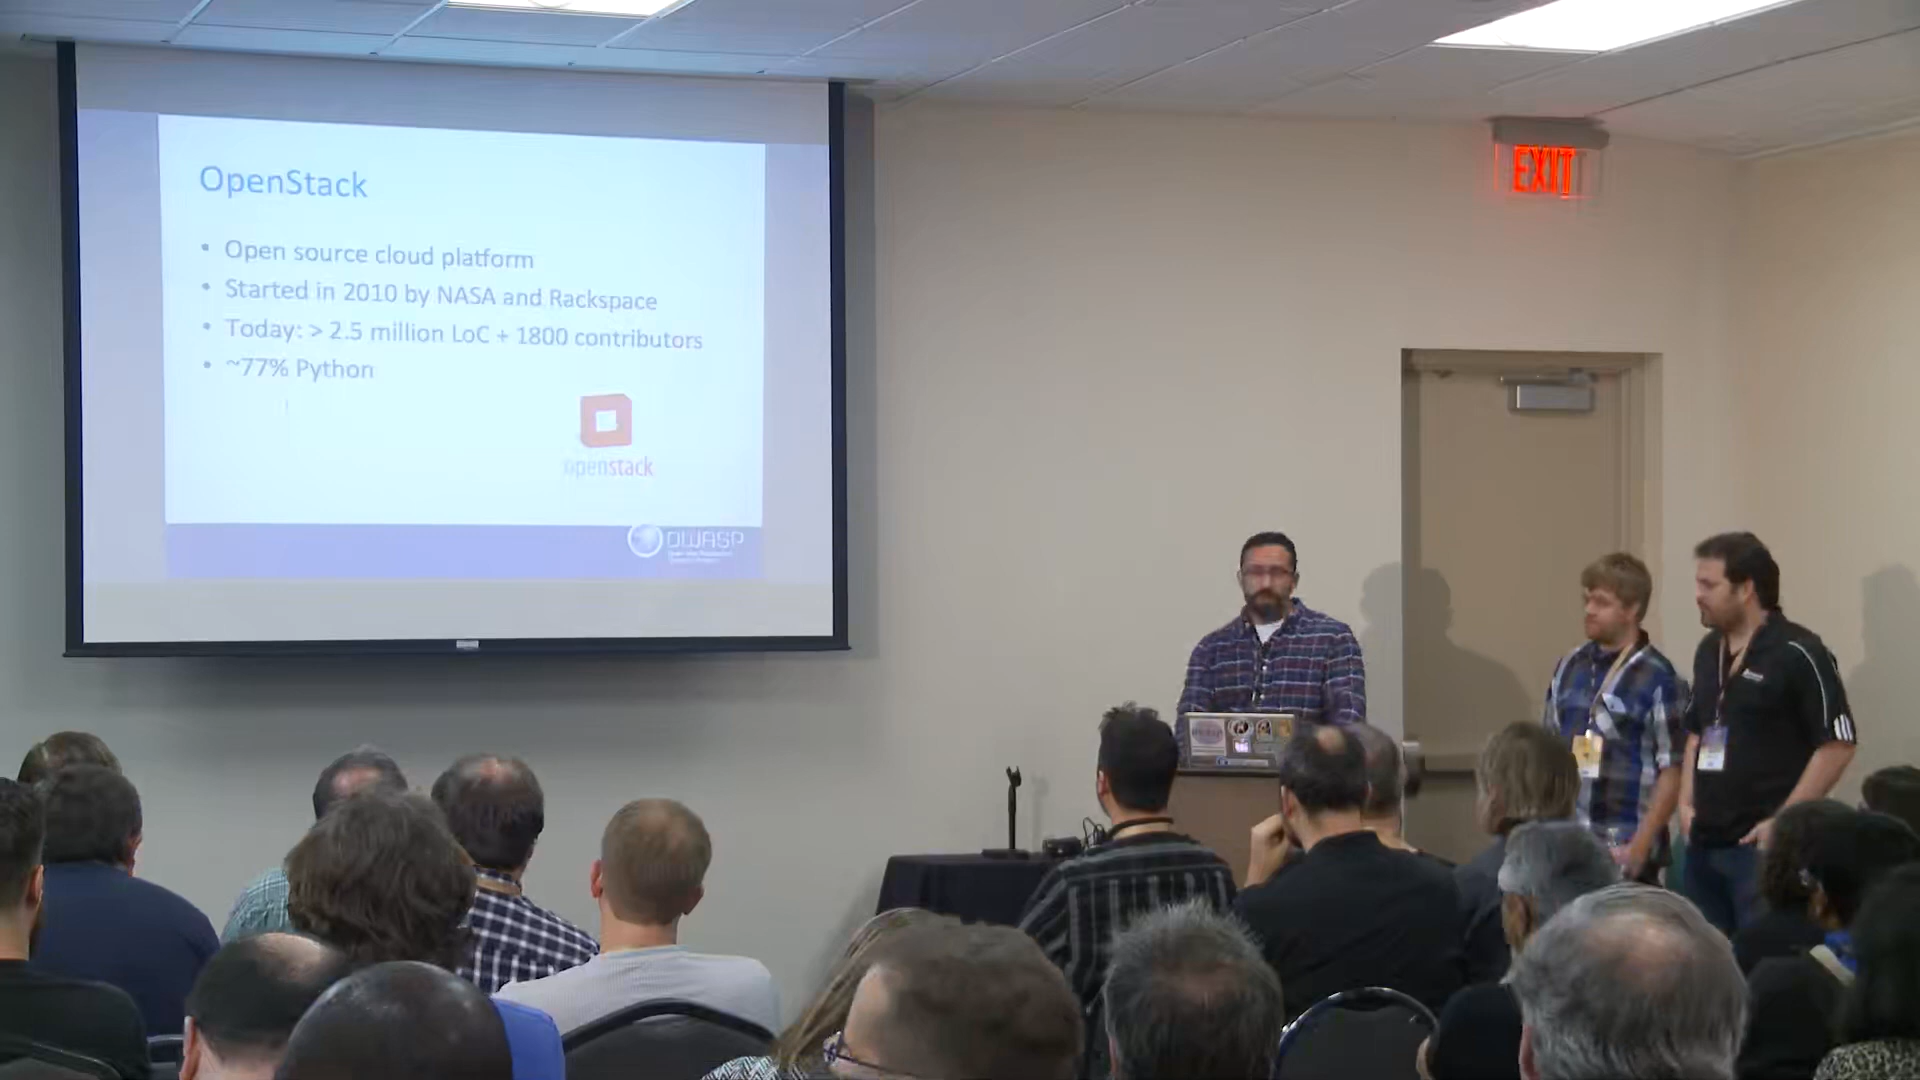 OpenStack
• Open source cloud platform
• Started in 2010 by NASA and Rackspace
• Today: > 2.5 million LoC + 1800 contributors
• ~77% Python
openstack
OWASP
EXIT